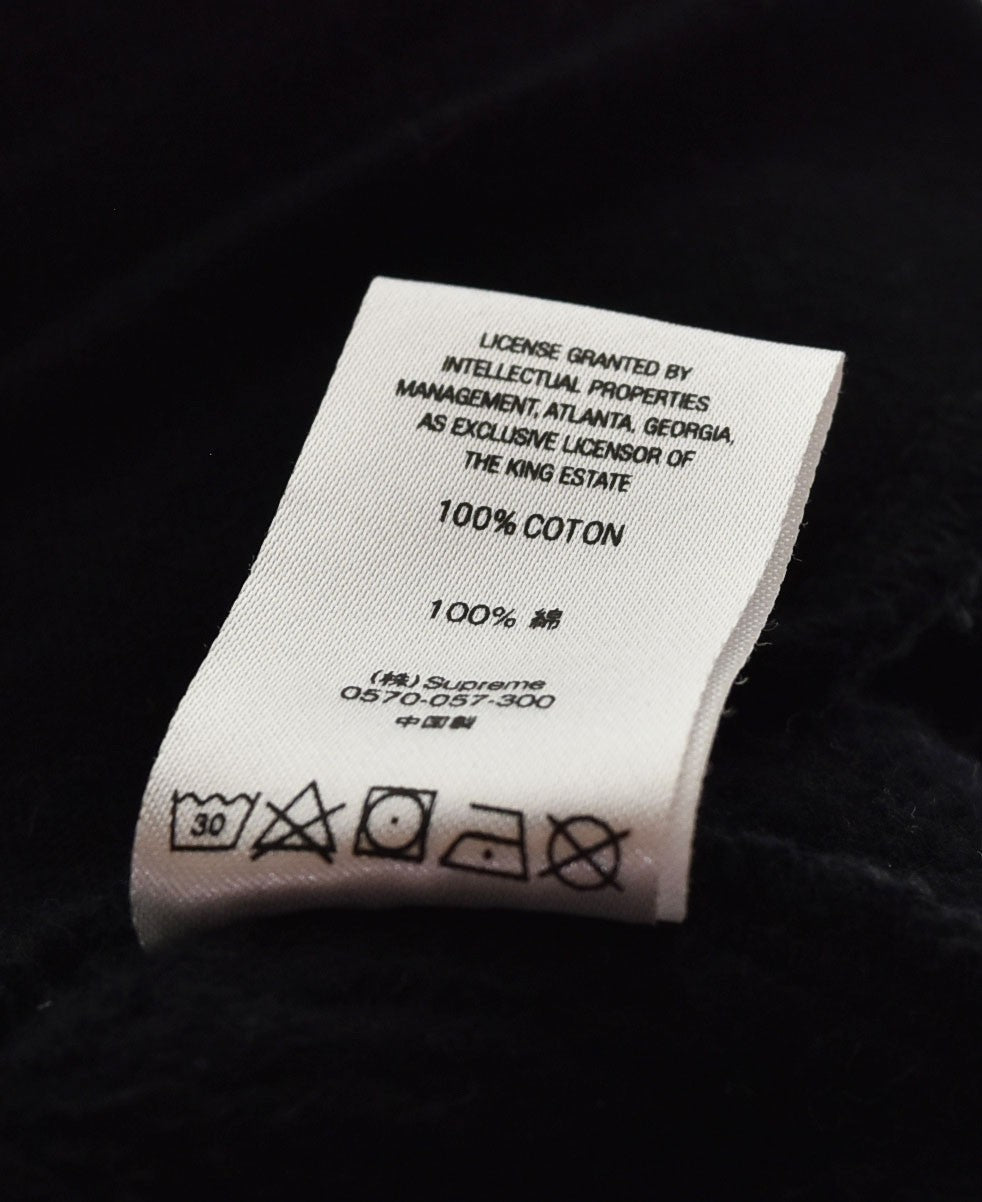 LICENSE GRANTED BY
INTELLECTUAL PROPERTIES
MANAGEMENT, ATLANTA, GEORGIA,
AS EXCLUSIVE LICENSOR OF
THE KING ESTATE
100% COTON
100% 綿
(株) Supreme
0570-057-300
中国製
30